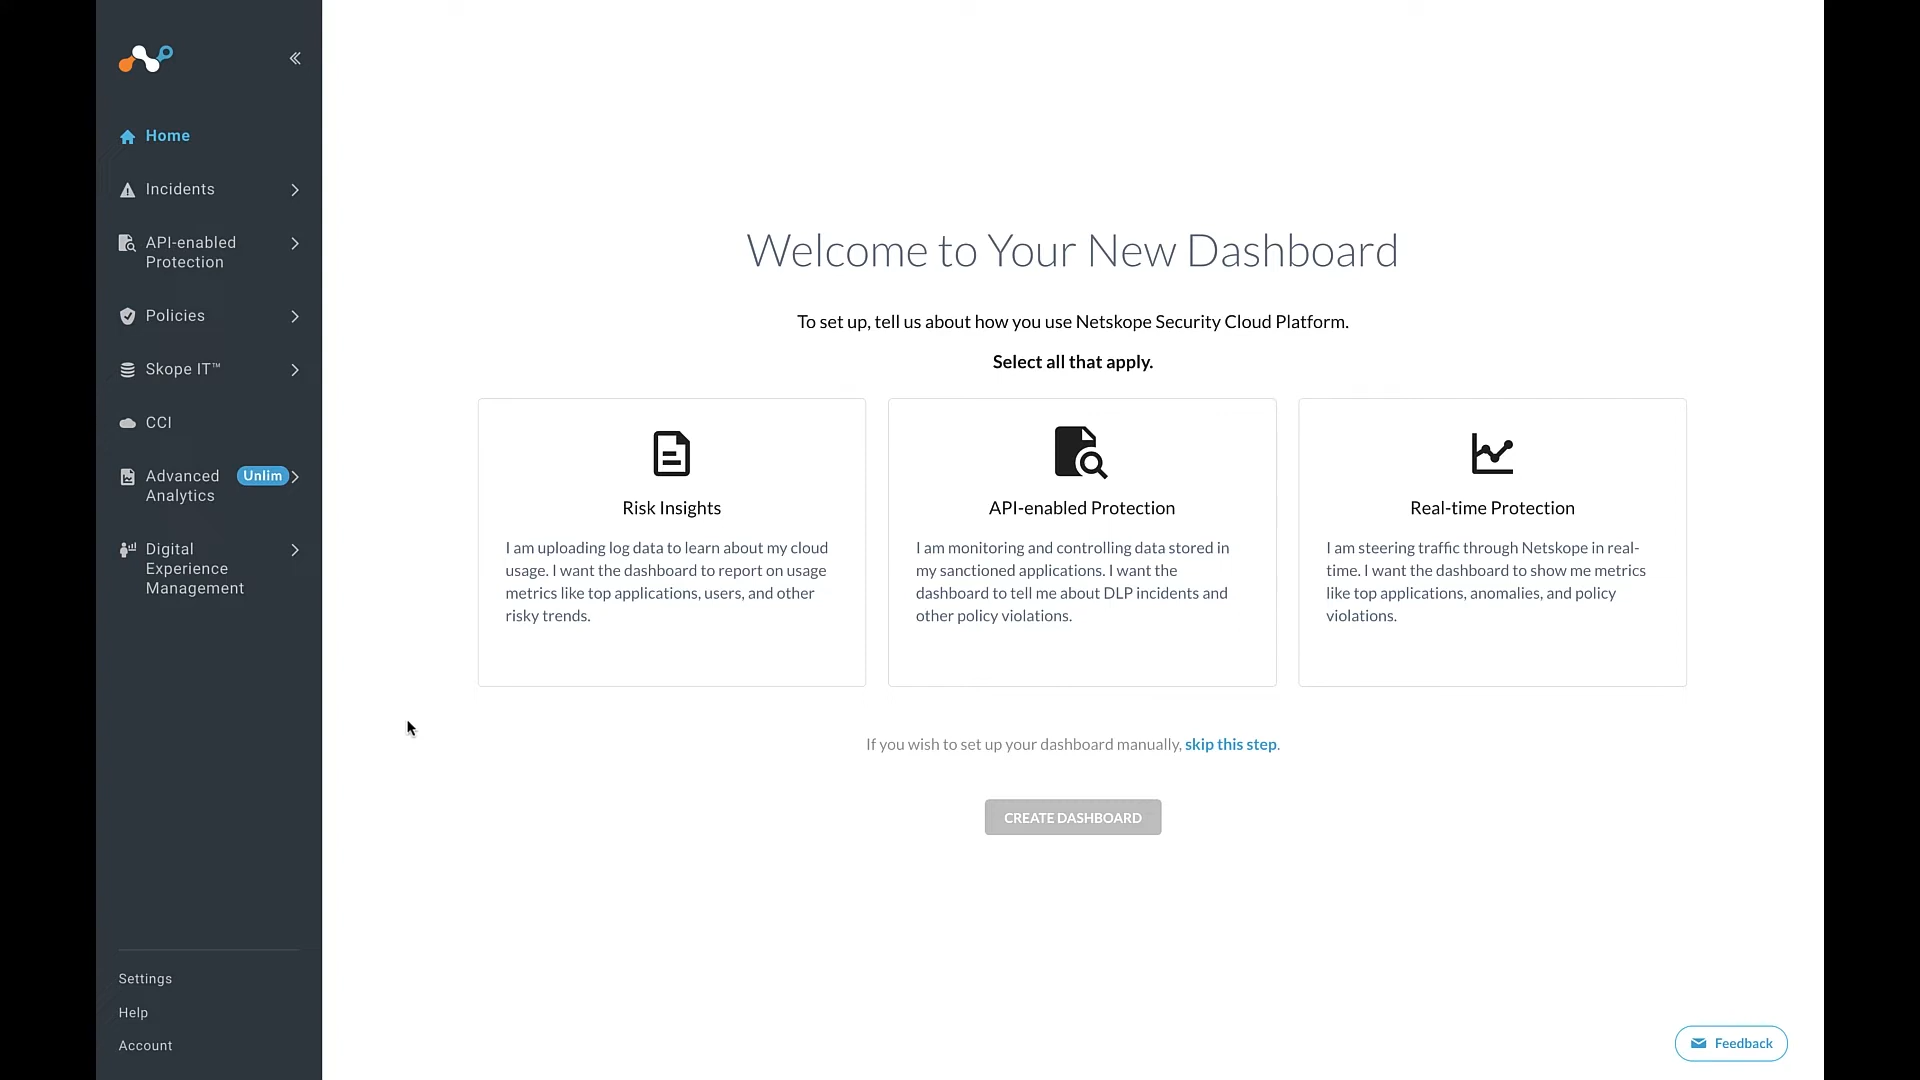 Home
Incidents
API-enabled
Protection
Policies
Skope IT™
CCI
Advanced
Analytics
Unlim
Digital
Experience
Management
Settings
Help
Account
Welcome to Your New Dashboard
To set up, tell us about how you use Netskope Security Cloud Platform.
Select all that apply.
Risk Insights
I am uploading log data to learn about my cloud
usage. I want the dashboard to report on usage
metrics like top applications, users, and other
risky trends.
API-enabled Protection
I am monitoring and controlling data stored in
my sanctioned applications. I want the
dashboard to tell me about DLP incidents and
other policy violations.
Real-time Protection
I am steering traffic through Netskope in real-
time. I want the dashboard to show me metrics
like top applications, anomalies, and policy
violations.
If you wish to set up your dashboard manually, skip this step.
CREATE DASHBOARD
Feedback